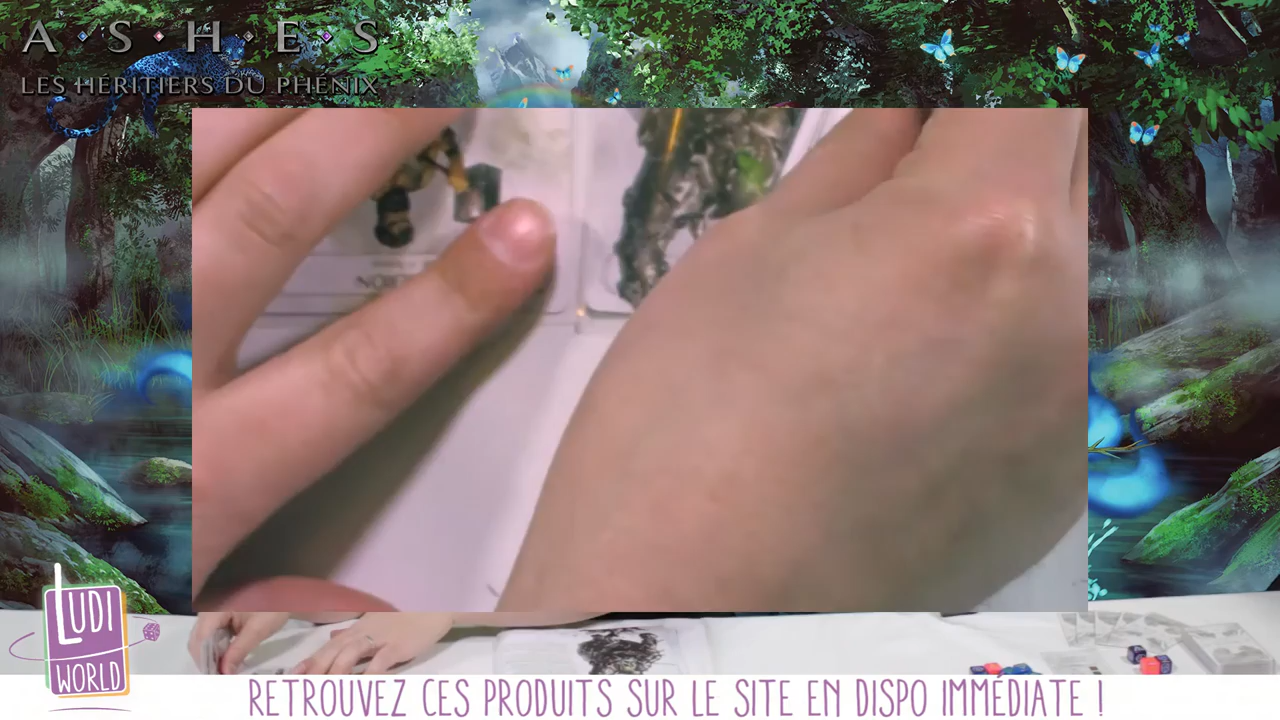 A·S·H·E·S
LES HÉRITIERS DU PHÉNIX
LUDI
WORLD
RETROUVEZ CES PRODUITS SUR LE SITE EN DISPO IMMÉDIATE !